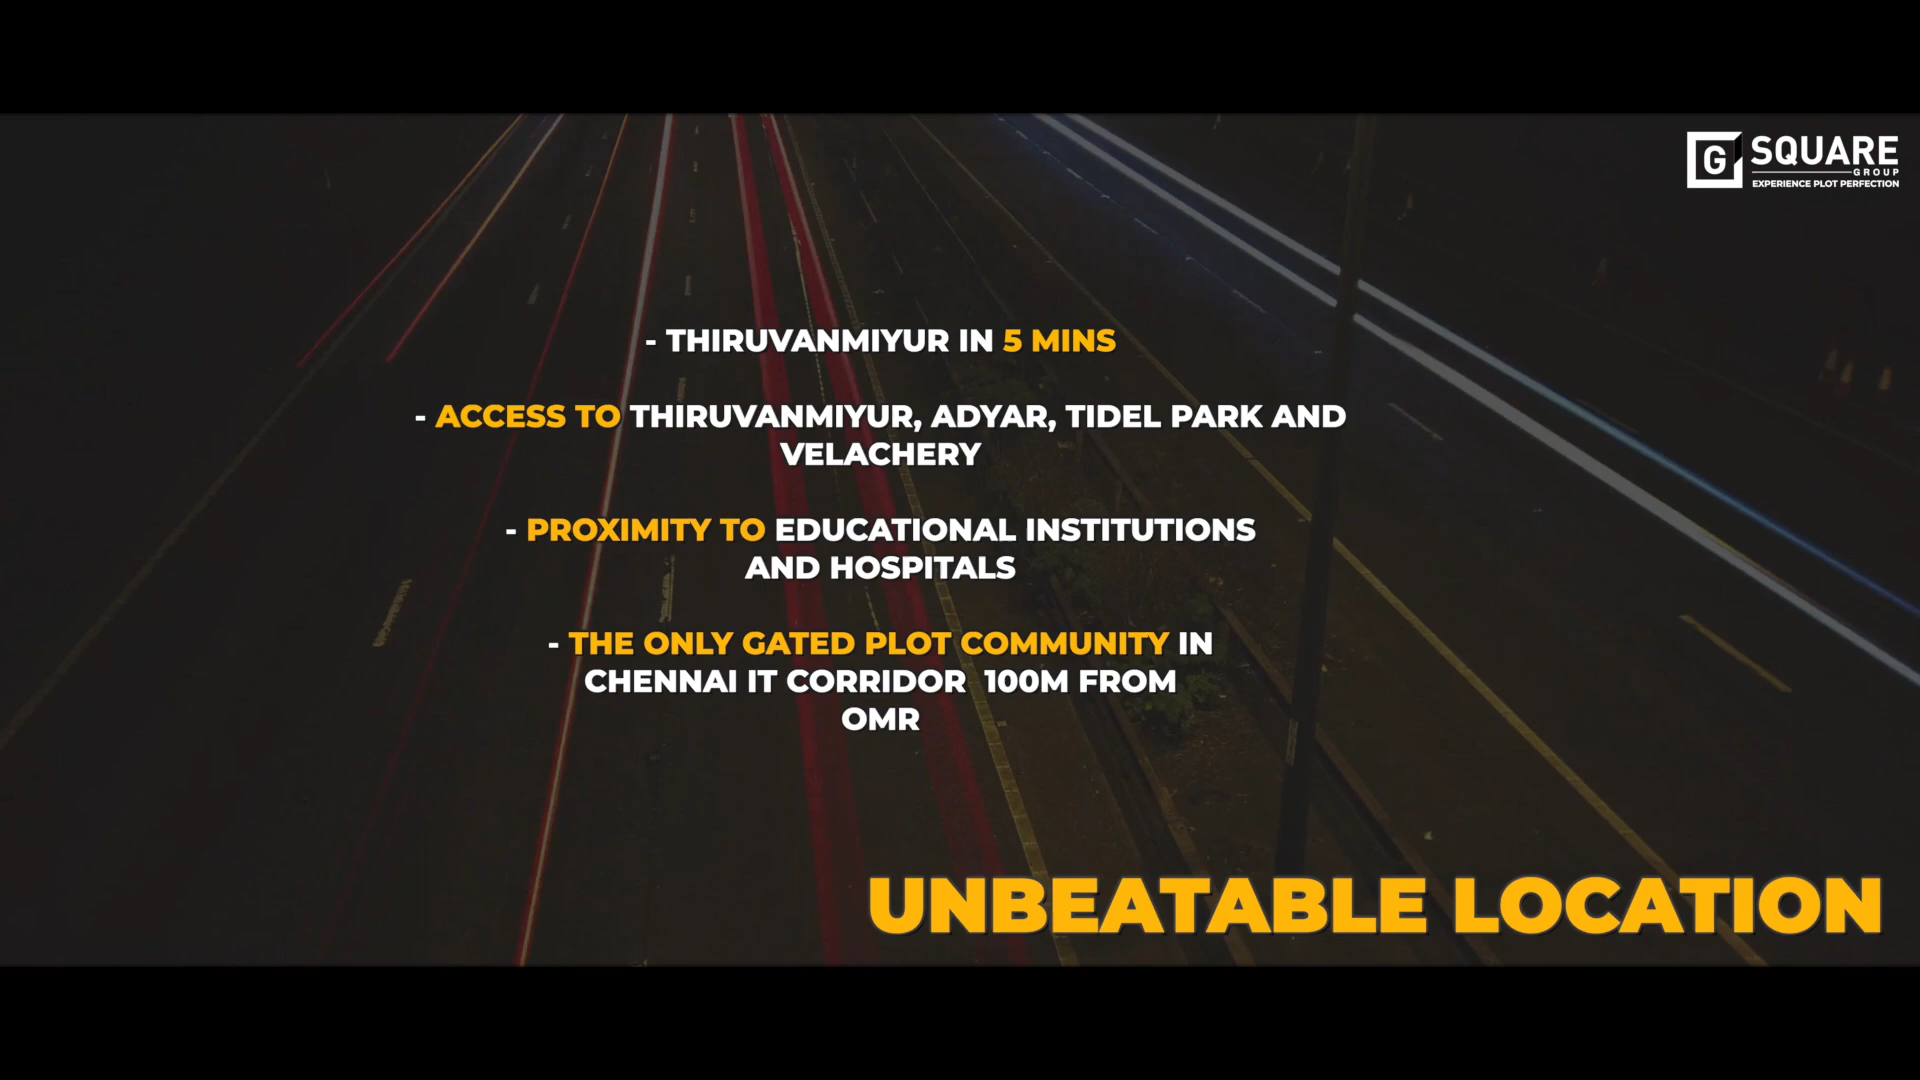 G SQUARE
GROUP
EXPERIENCE PLOT PERFECTION
- THIRUVANMIYUR IN 5 MINS
- ACCESS TO THIRUVANMIYUR, ADYAR, TIDEL PARK AND
VELACHERY
- PROXIMITY TO EDUCATIONAL INSTITUTIONS
AND HOSPITALS
- THE ONLY GATED PLOT COMMUNITY IN
CHENNAI IT CORRIDOR 100M FROM
OMR
UNBEATABLE LOCATION